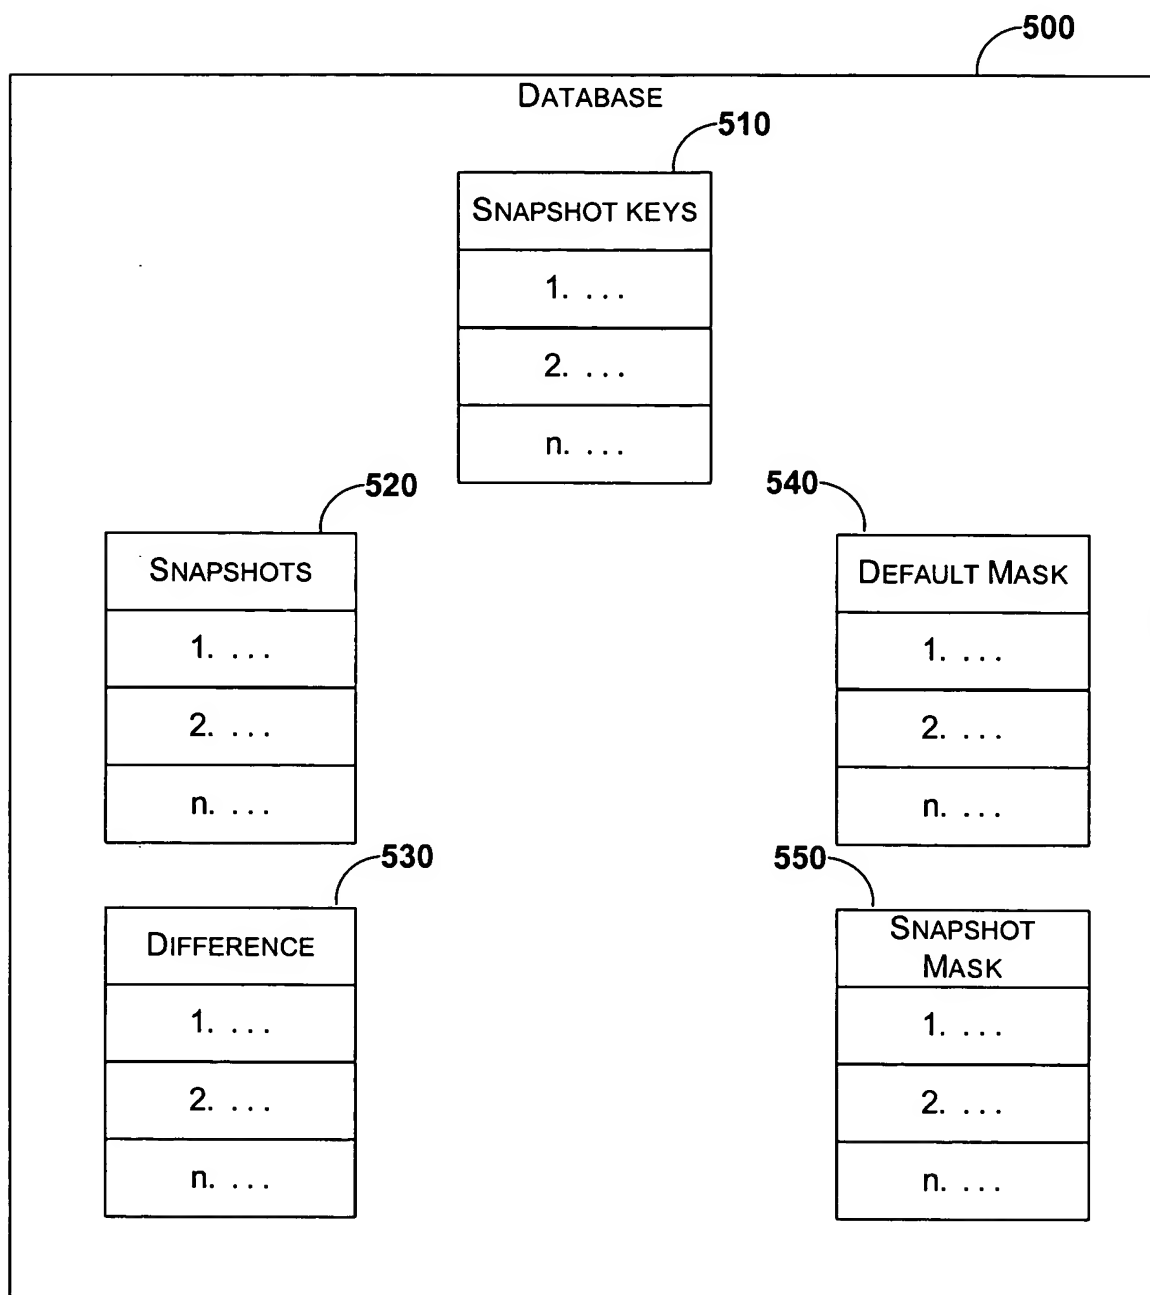 500
DATABASE
510
SNAPSHOT KEYS
1. . . .
2. . . .
n. . . .
520
SNAPSHOTS
1. . . .
2. . . .
n. . . .
540
DEFAULT MASK
1. . . .
2. . . .
n. . . .
530
DIFFERENCE
1. . . .
2. . . .
n. . . .
550
SNAPSHOT
MASK
1. . . .
2. . . .
n. . . .